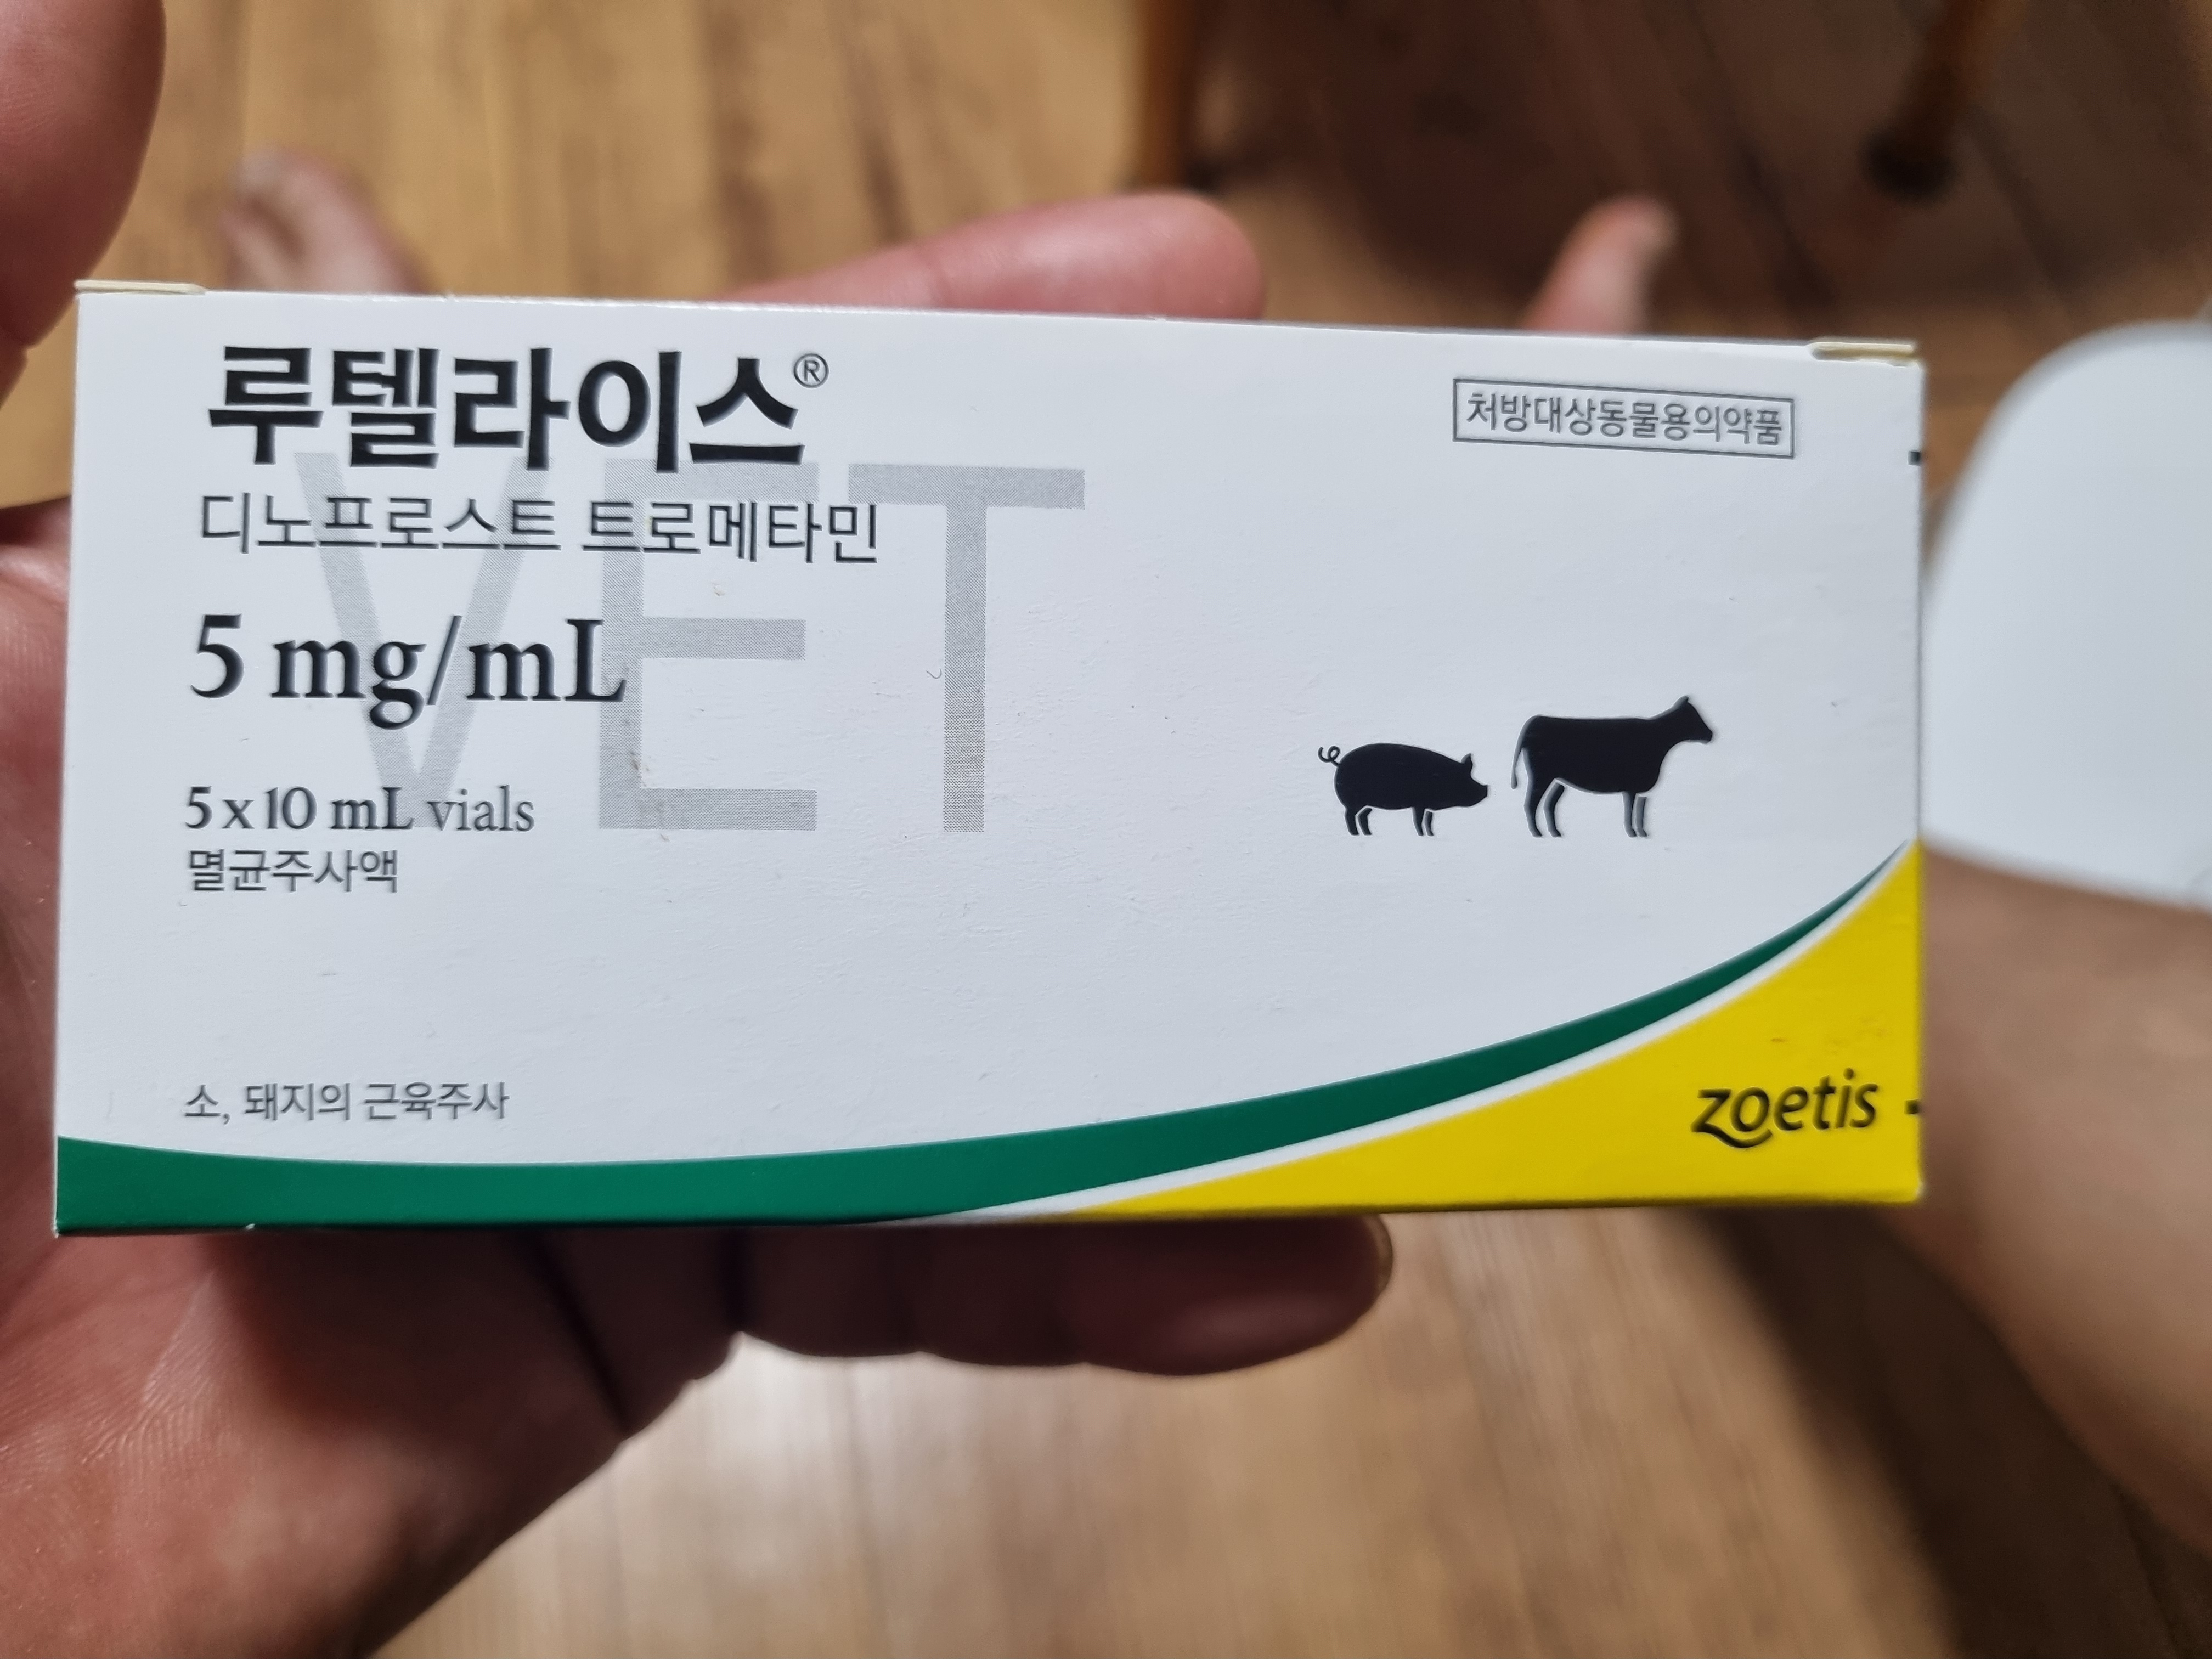 루텔라이스®
처방대상동물용의약품
디노프로스트 트로메타민
VET
5 mg/mL
5 x 10 mL vials
멸균주사액
소, 돼지의 근육주사
zoetis